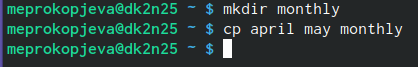 meprokopjeva@dk2n25 ~ $ mkdir monthly
meprokopjeva@dk2n25 ~ $ cp april may monthly
meprokopjeva@dk2n25 ~ $